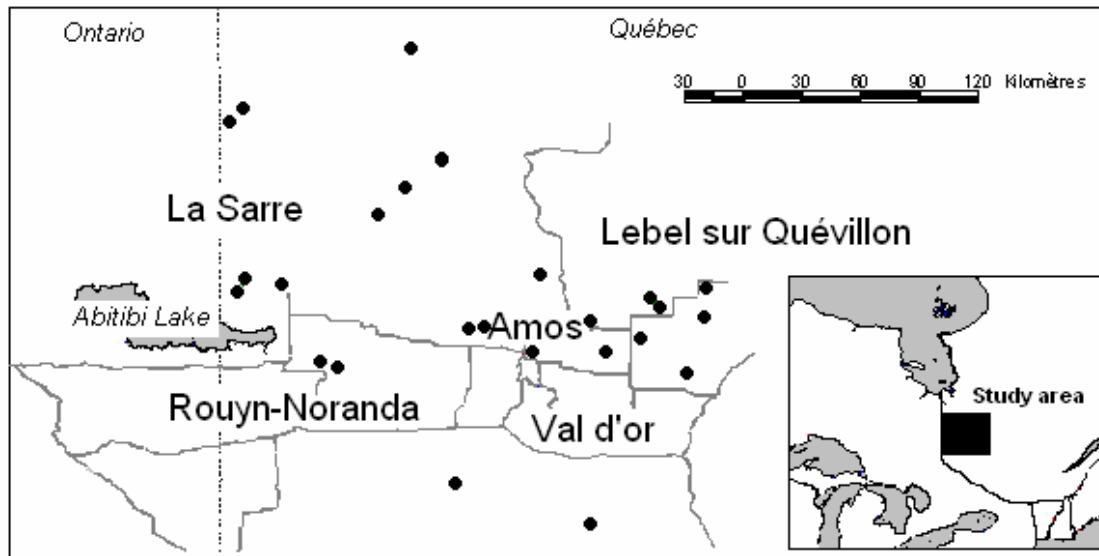 Ontario
Québec
30 0 30 60 90 120 Kilomètres
La Sarre
Lebel sur Quévillon
Abitibi Lake
Amos
Study area
Rouyn-Noranda
Val d'or